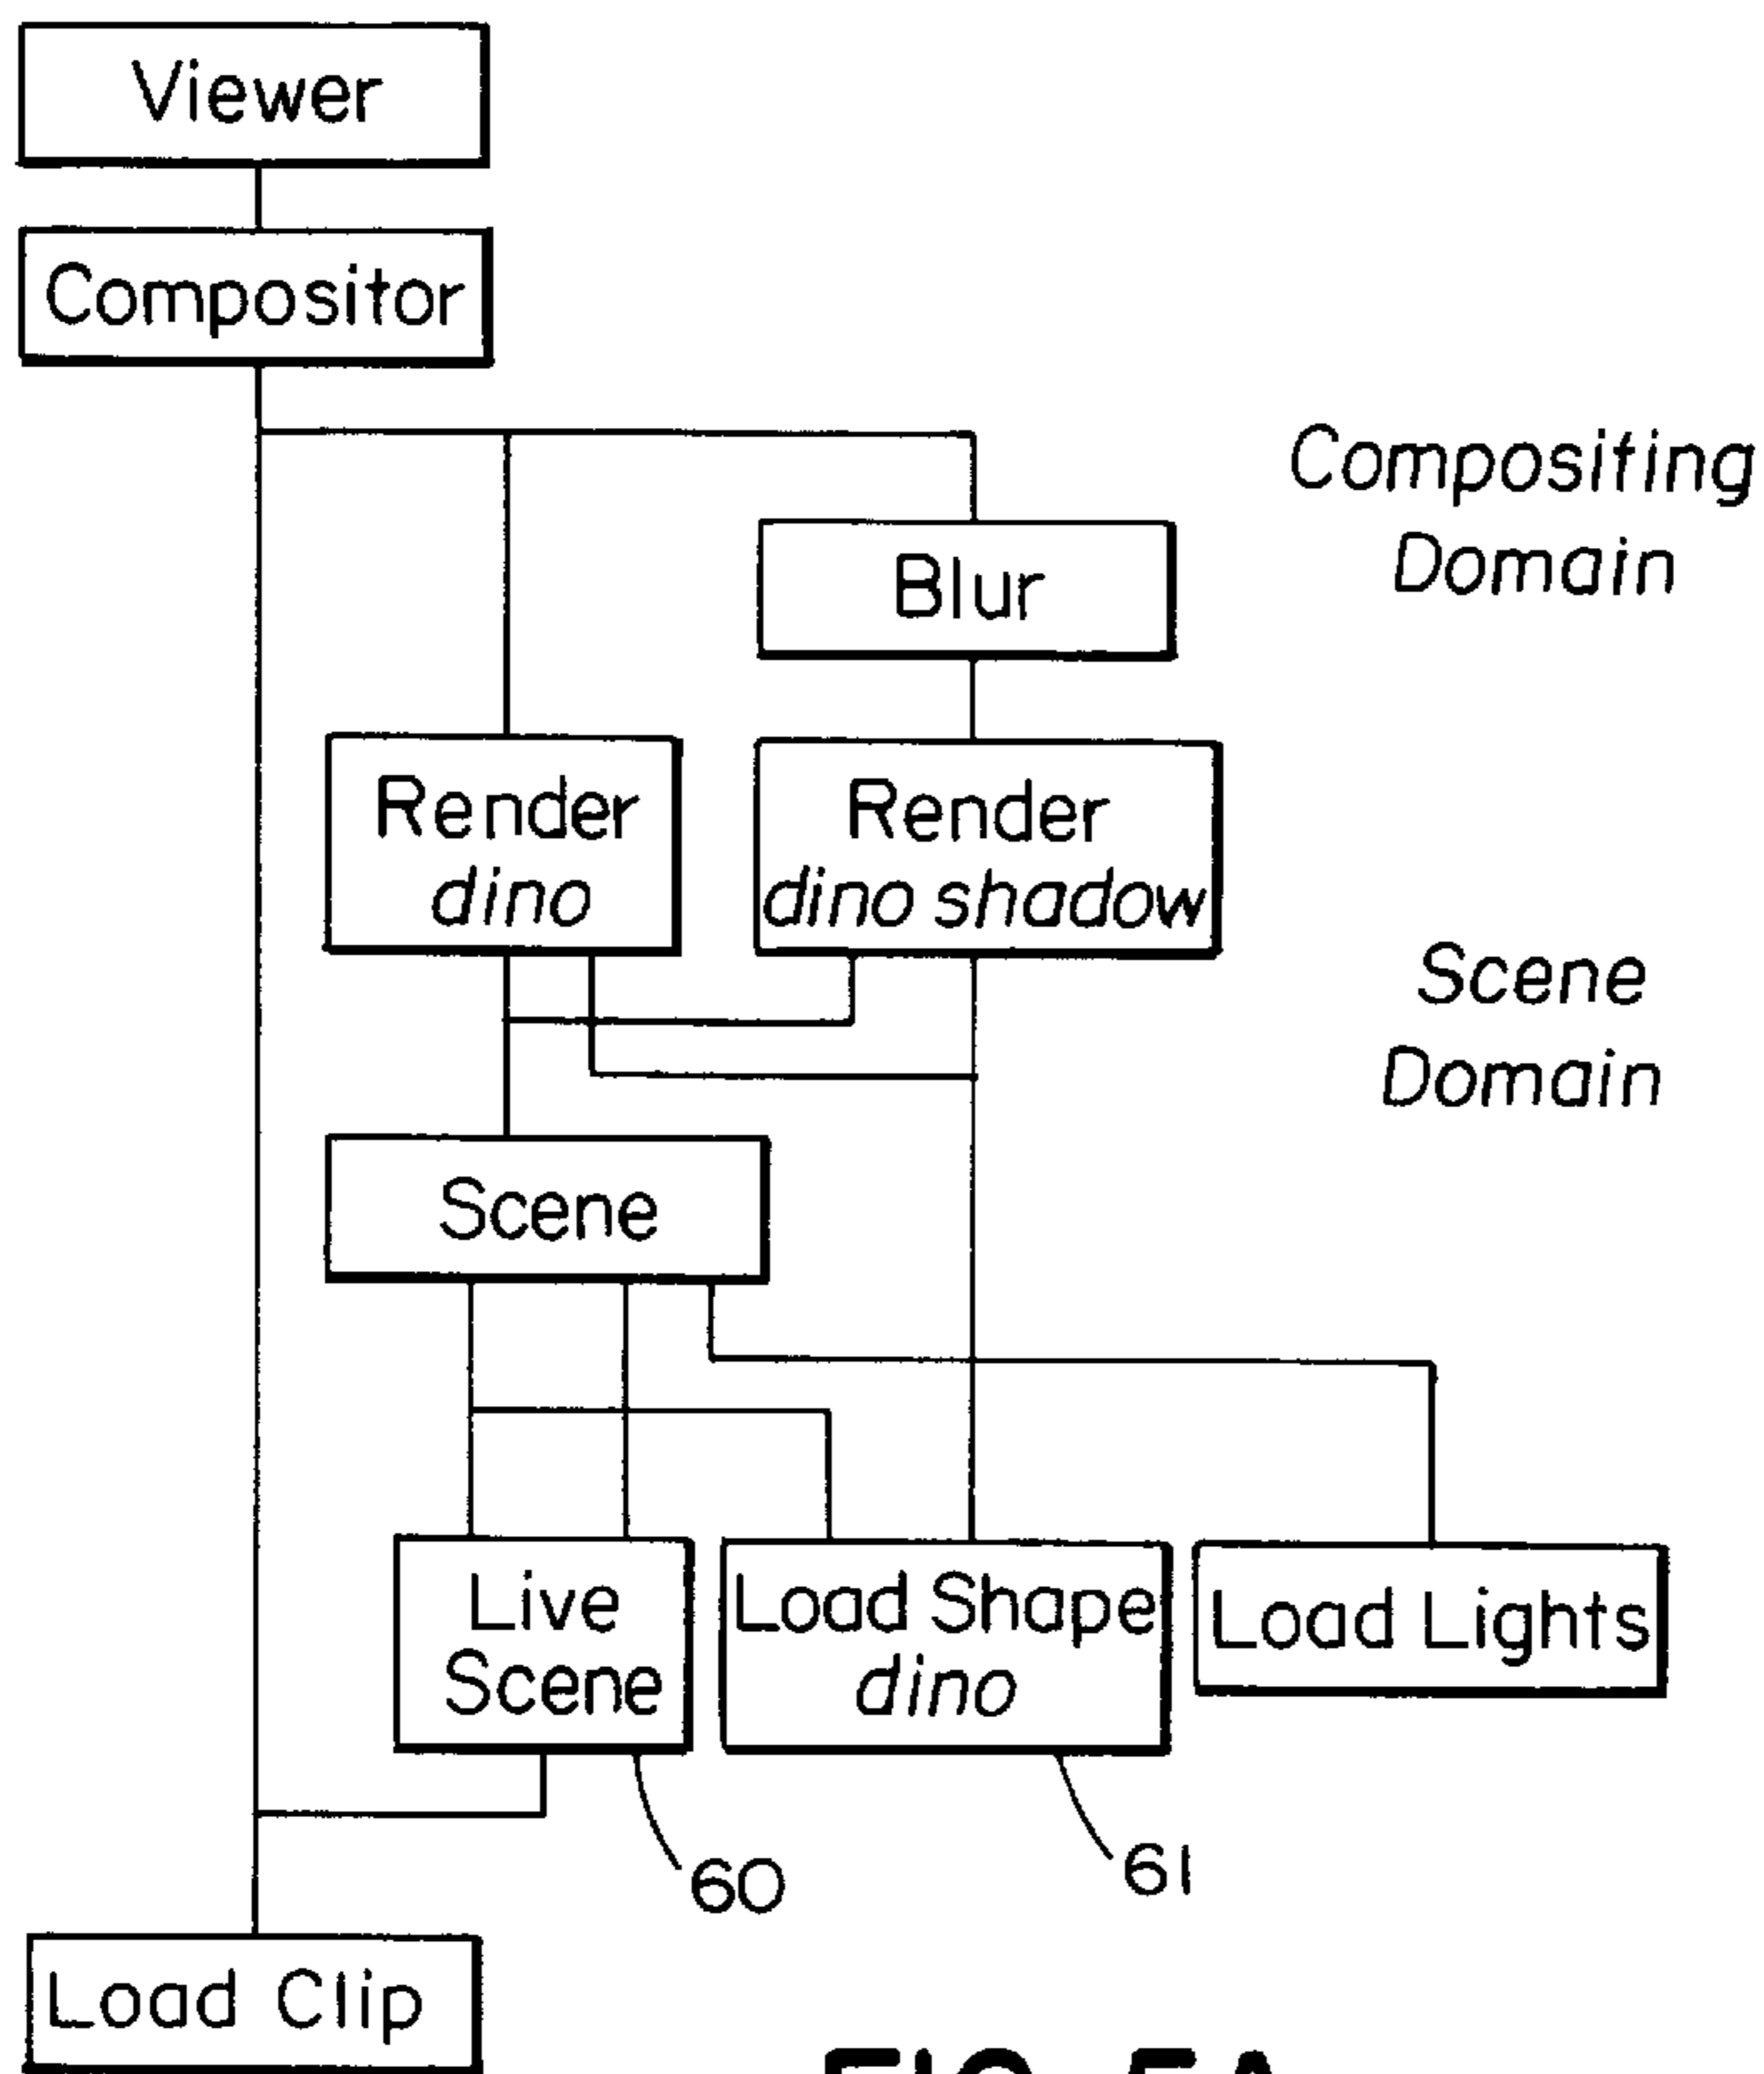 Viewer
Compositor
Compositing
Domain
Blur
Render
dino
Render
dino shadow
Scene
Domain
Scene
Live
Scene
Load Shape
dino
Load Lights
60
61
Load Clip